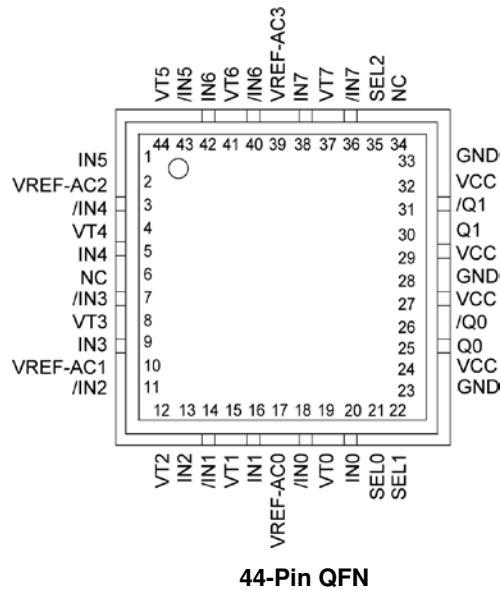 VT5 /IN5 IN6 VT6 /IN6 VREF-AC3 IN7 VT7 /IN7 SEL2 NC
44 43 42 41 40 39 38 37 36 35 34
IN5 1 33 GND
VREF-AC2 2 32 VCC
/IN4 3 31 /Q1
VT4 4 30 Q1
IN4 5 29 VCC
NC 6 28 GND
/IN3 7 27 VCC
VT3 8 26 /Q0
IN3 9 25 Q0
VREF-AC1 10 24 VCC
/IN2 11 23 GND
12 13 14 15 16 17 18 19 20 21 22
VT2 IN2 /IN1 VT1 IN1 VREF-AC0 /IN0 VT0 IN0 SEL0 SEL1
44-Pin QFN